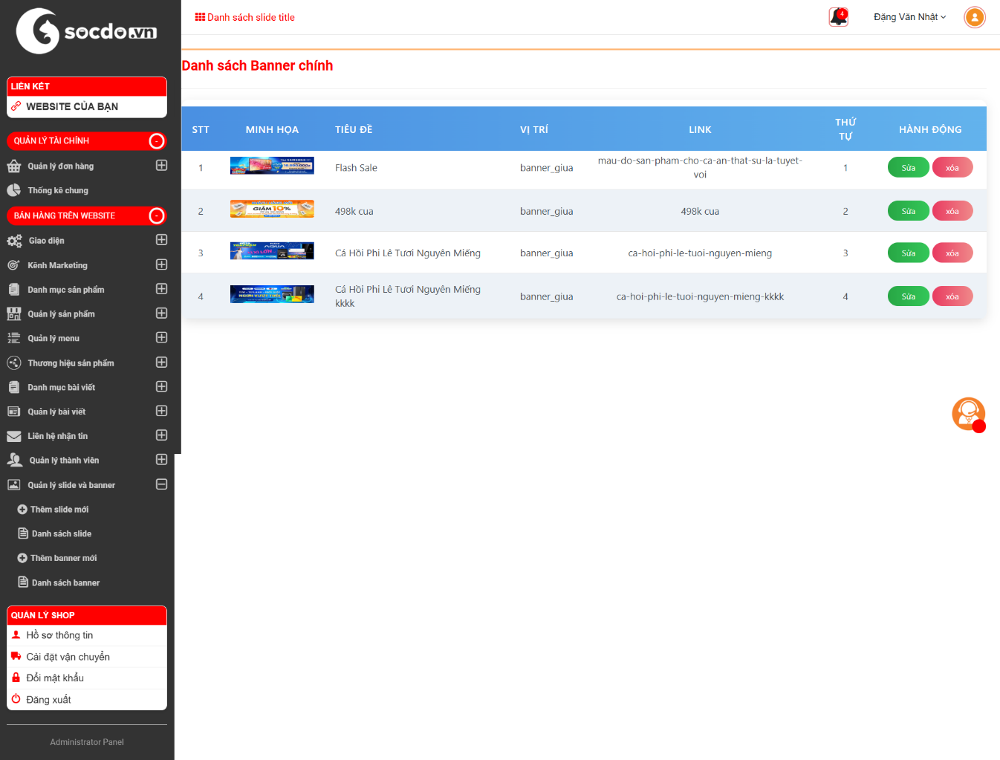 socdo.vn
LIÊN KẾT
WEBSITE CỦA BẠN
QUẢN LÝ TÀI CHÍNH
Quản lý đơn hàng
Thống kê chung
BÁN HÀNG TRÊN WEBSITE
Giao diện
Kênh Marketing
Danh mục sản phẩm
Quản lý sản phẩm
Quản lý menu
Thương hiệu sản phẩm
Danh mục bài viết
Quản lý bài viết
Liên hệ nhận tin
Quản lý thành viên
Quản lý slide và banner
Thêm slide mới
Danh sách slide
Thêm banner mới
Danh sách banner
QUẢN LÝ SHOP
Hồ sơ thông tin
Cài đặt vận chuyển
Đổi mật khẩu
Đăng xuất
Administrator Panel
Danh sách slide title
4
Đặng Văn Nhật
Danh sách Banner chính
STT MINH HỌA TIÊU ĐỀ VỊ TRÍ LINK THỨ TỰ HÀNH ĐỘNG
1 Flash Sale banner_giua mau-do-san-pham-cho-ca-an-that-su-la-tuyet-
voi 1 Sửa xóa
2 GIẢM 10% 498k cua banner_giua 498k cua 2 Sửa xóa
3 AQUA Cá Hồi Phi Lê Tươi Nguyên Miếng banner_giua ca-hoi-phi-le-tuoi-nguyen-mieng 3 Sửa xóa
4 Cá Hồi Phi Lê Tươi Nguyên Miếng
kkkk banner_giua ca-hoi-phi-le-tuoi-nguyen-mieng-kkkk 4 Sửa xóa